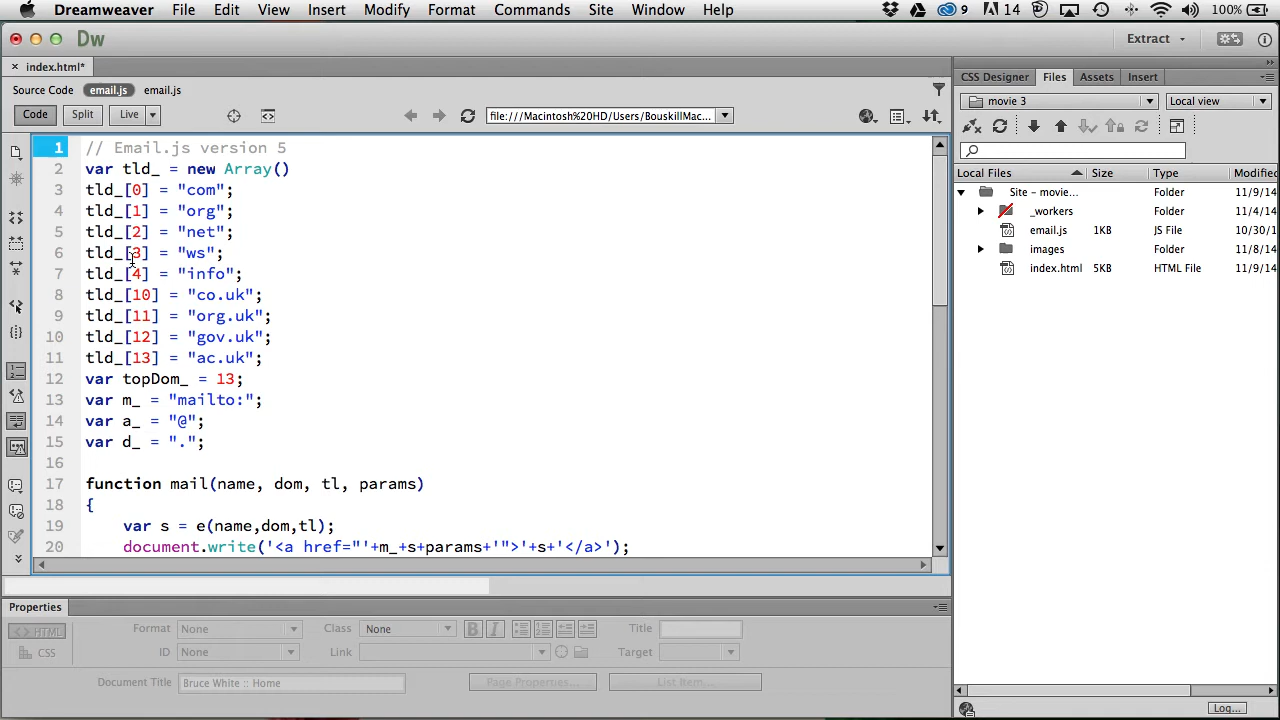 Dreamweaver File Edit View Insert Modify Format Commands Site Window Help 9 14 100%
Dw Extract
index.html*
Source Code email.js email.js
Code Split Live file:///Macintosh%20HD/Users/BouskillMac...
1 // Email.js version 5
2 var tld_ = new Array()
3 tld_[0] = "com";
4 tld_[1] = "org";
5 tld_[2] = "net";
6 tld_[3] = "ws";
7 tld_[4] = "info";
8 tld_[10] = "co.uk";
9 tld_[11] = "org.uk";
10 tld_[12] = "gov.uk";
11 tld_[13] = "ac.uk";
12 var topDom_ = 13;
13 var m_ = "mailto:";
14 var a_ = "@";
15 var d_ = ".";
16
17 function mail(name, dom, tl, params)
18 {
19 var s = e(name,dom,tl);
20 document.write('<a href="'+m_+s+params+'">'+s+'</a>');
Properties
<> HTML Format None Class None B I Title
CSS ID None Link Target
Document Title Bruce White :: Home Page Properties... List Item...
CSS Designer Files Assets Insert
movie 3 Local view
Local Files Size Type Modified
Site - movie... Folder 11/9/14
_workers Folder 11/4/14
email.js 1KB JS File 10/30/1
images Folder 11/8/14
index.html 5KB HTML File 11/9/14
Log...